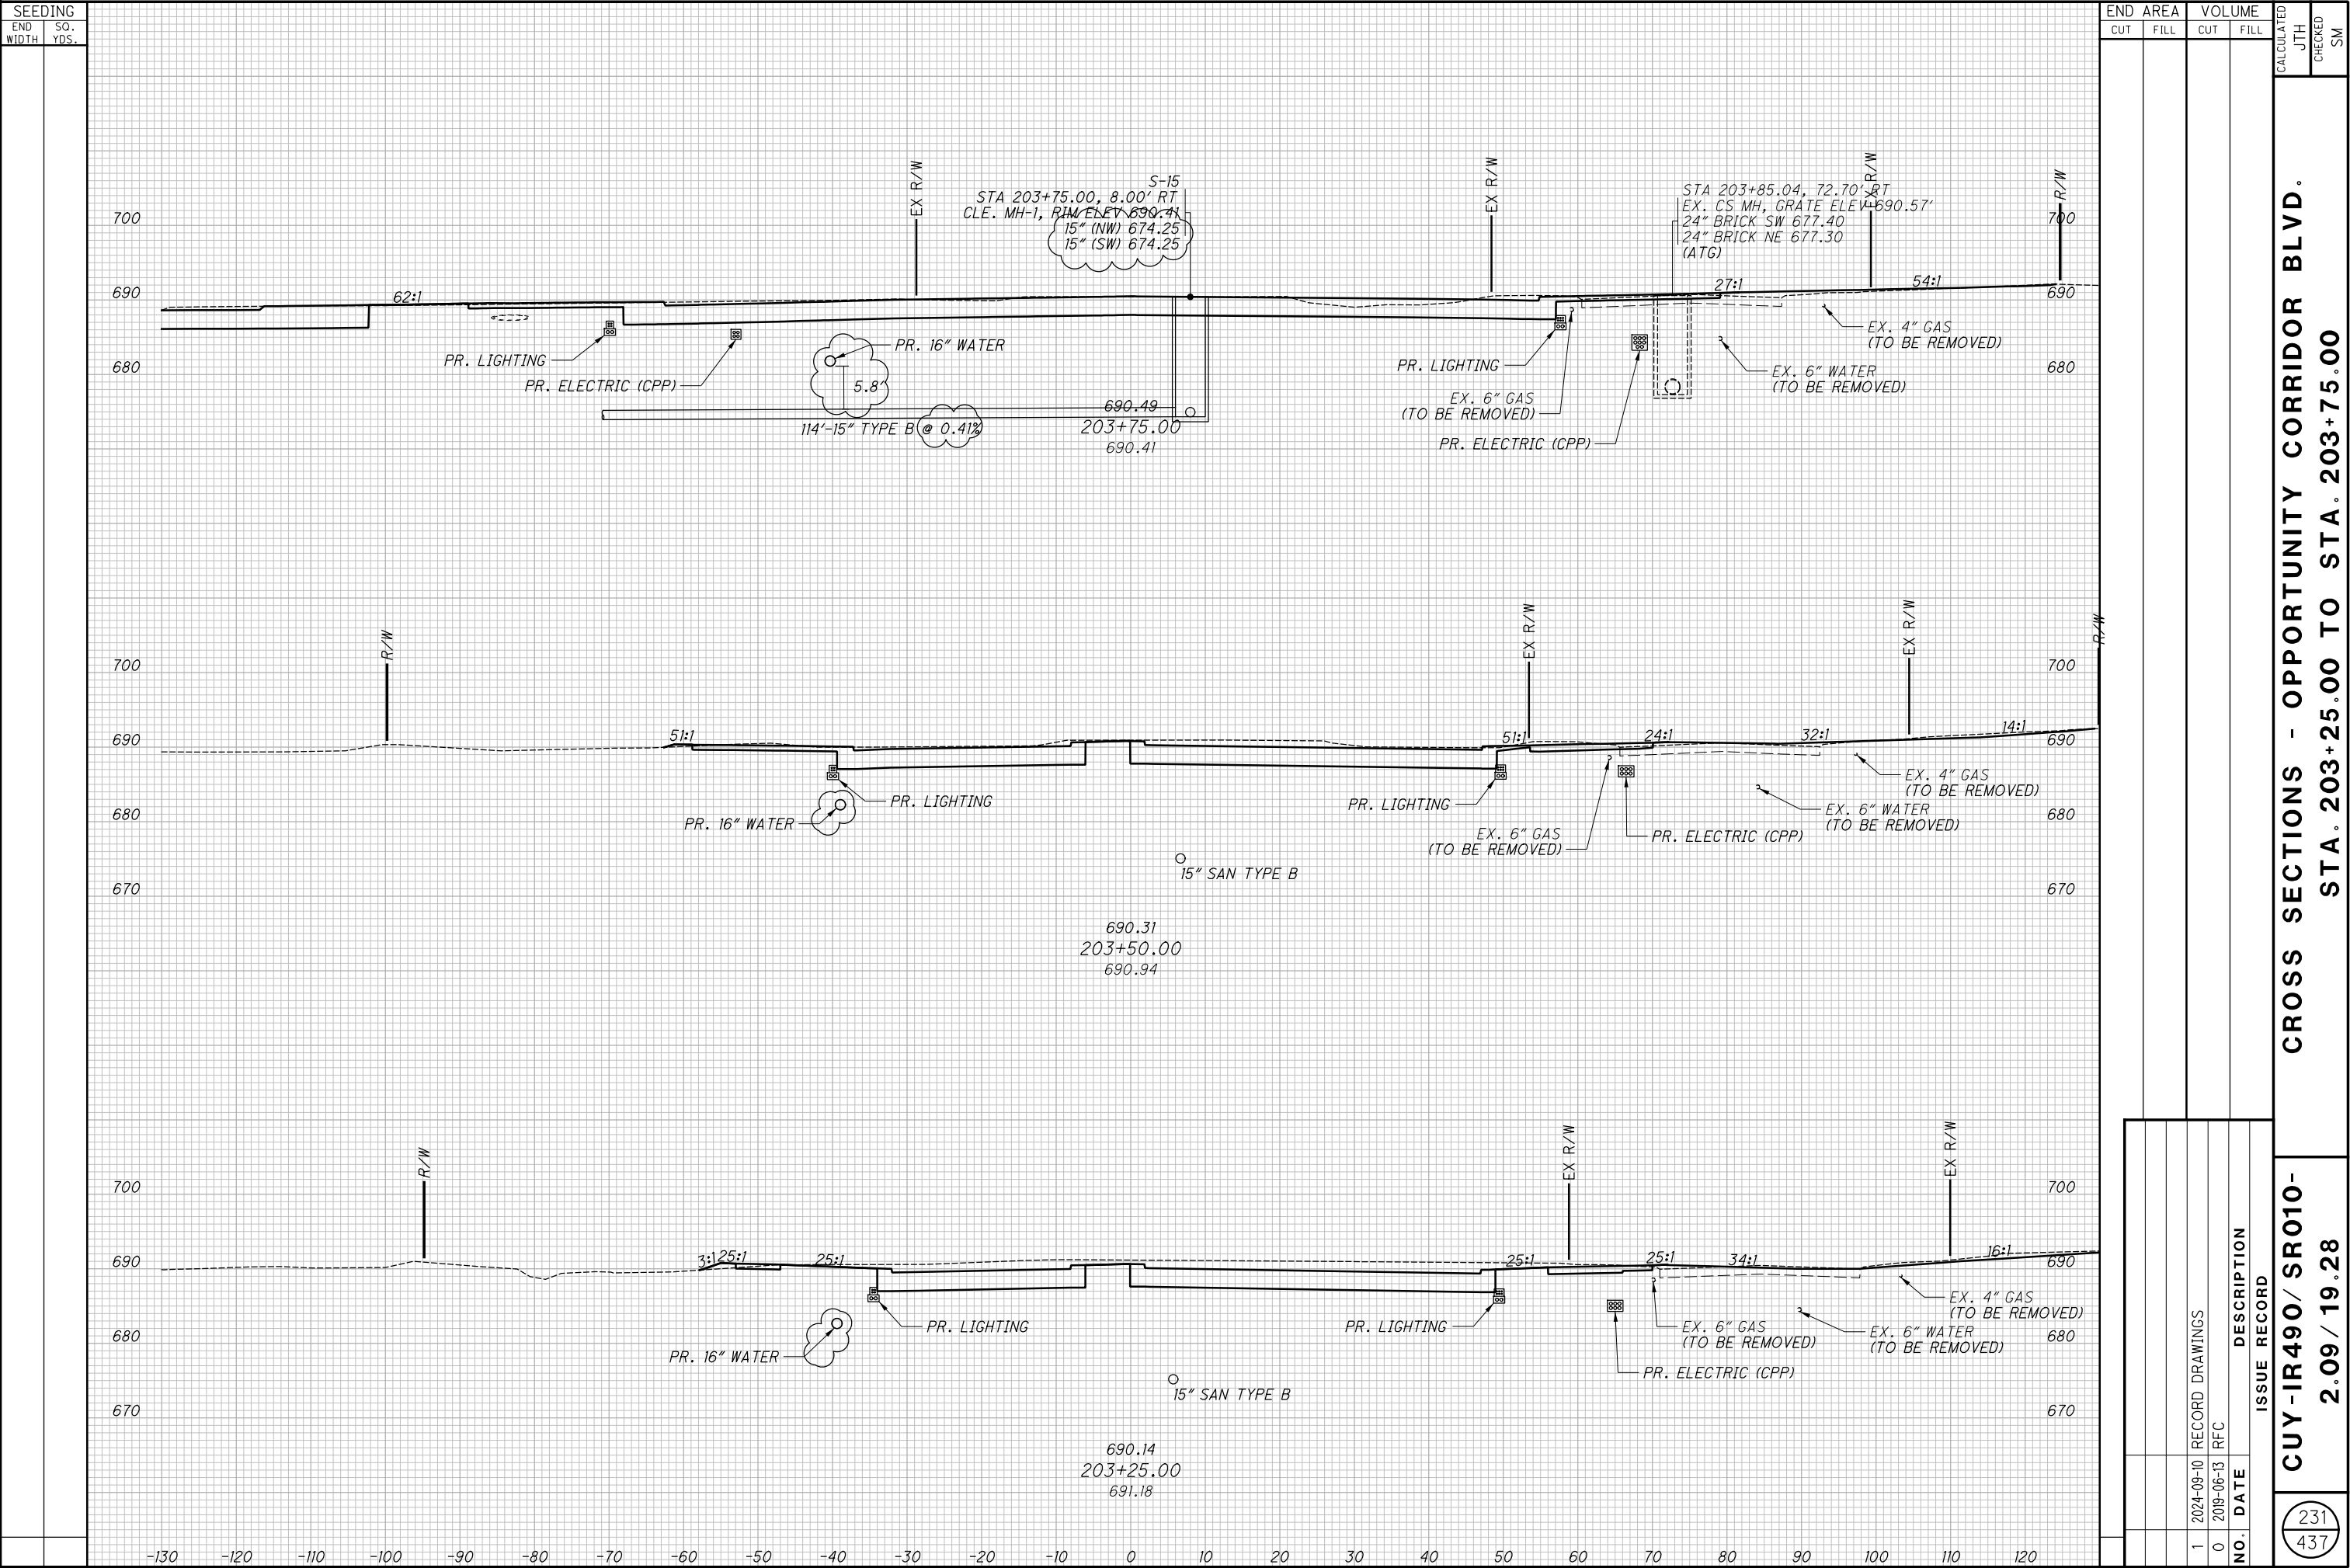 SEEDING
END WIDTH
SQ. YDS.
END AREA
VOLUME
CUT
FILL
CUT
FILL
CALCULATED
JTH
CHECKED
SM
EX R/W
S-15
STA 203+75.00, 8.00' RT
CLE. MH-1, RIM ELEV 690.41
15" (NW) 674.25
15" (SW) 674.25
EX R/W
STA 203+85.04, 72.70' RT
EX. CS MH, GRATE ELEV 690.57'
24" BRICK SW 677.40
24" BRICK NE 677.30
(ATG)
EX R/W
R/W
700
700
690
62:1
27:1
54:1
690
PR. LIGHTING
PR. ELECTRIC (CPP)
PR. 16" WATER
5.8'
PR. LIGHTING
EX. 4" GAS
(TO BE REMOVED)
680
680
EX. 6" WATER
(TO BE REMOVED)
EX. 6" GAS
(TO BE REMOVED)
PR. ELECTRIC (CPP)
114'-15" TYPE B @ 0.41%
690.49
203+75.00
690.41
R/W
EX R/W
EX R/W
R/W
700
700
690
51:1
51:1
24:1
32:1
14:1
690
PR. LIGHTING
PR. 16" WATER
PR. LIGHTING
EX. 4" GAS
(TO BE REMOVED)
680
680
EX. 6" WATER
(TO BE REMOVED)
EX. 6" GAS
(TO BE REMOVED)
PR. ELECTRIC (CPP)
15" SAN TYPE B
670
670
690.31
203+50.00
690.94
R/W
EX R/W
EX R/W
700
700
690
3:1
25:1
25:1
25:1
25:1
34:1
16:1
690
PR. LIGHTING
PR. 16" WATER
PR. LIGHTING
EX. 6" GAS
(TO BE REMOVED)
EX. 4" GAS
(TO BE REMOVED)
EX. 6" WATER
(TO BE REMOVED)
680
680
PR. ELECTRIC (CPP)
15" SAN TYPE B
670
670
690.14
203+25.00
691.18
-130 -120 -110 -100 -90 -80 -70 -60 -50 -40 -30 -20 -10 0 10 20 30 40 50 60 70 80 90 100 110 120
CROSS SECTIONS - OPPORTUNITY CORRIDOR BLVD.
STA. 203+25.00 TO STA. 203+75.00
1 2024-09-10 RECORD DRAWINGS
0 2019-06-13 RFC
NO. DATE DESCRIPTION
ISSUE RECORD
CUY-IR490/SR010-
2.09/19.28
231
437